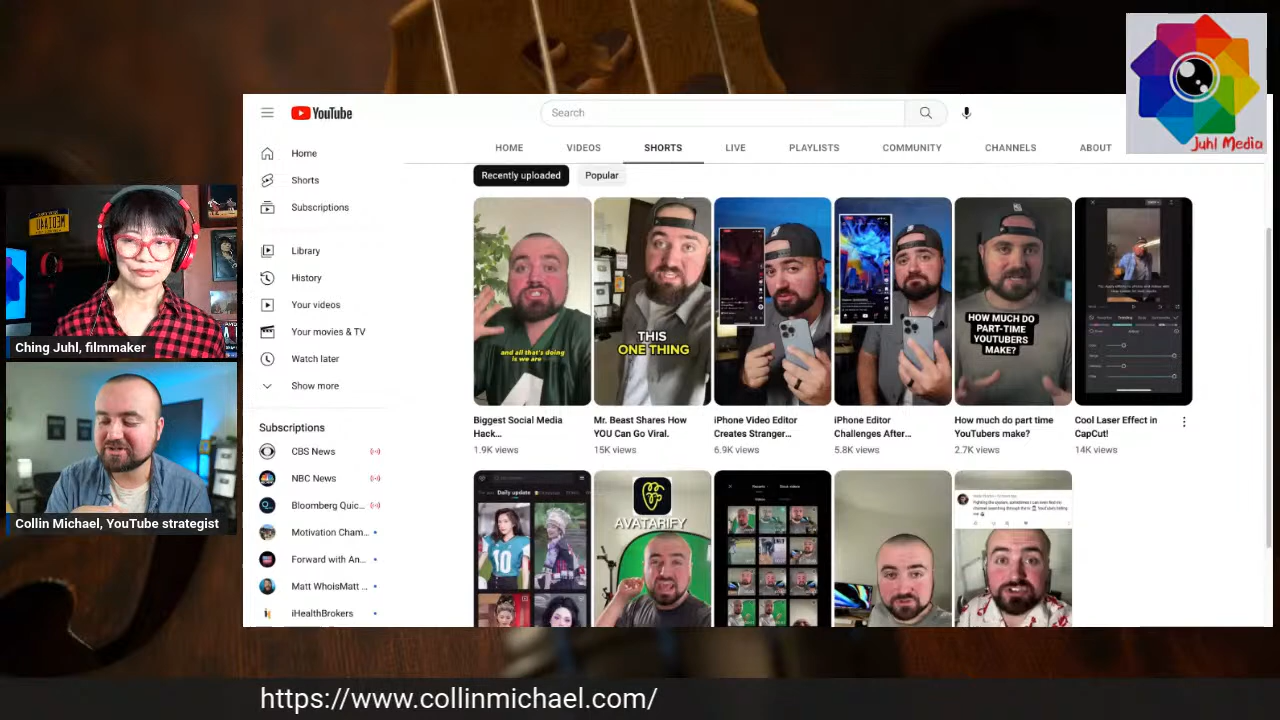 YouTube
Search
Juhl Media
HOME
VIDEOS
SHORTS
LIVE
PLAYLISTS
COMMUNITY
CHANNELS
ABOUT
Recently uploaded
Popular
Home
Shorts
Subscriptions
Library
History
Your videos
Your movies & TV
Watch later
Show more
Subscriptions
CBS News
NBC News
Bloomberg Quic...
Motivation Cham...
Forward with An...
Matt WhoisMatt ...
iHealthBrokers
and all that's doing
is we are
THIS
ONE THING
HOW MUCH DO
PART-TIME
YOUTUBERS
MAKE?
Biggest Social Media
Hack...
1.9K views
Mr. Beast Shares How
YOU Can Go Viral.
15K views
iPhone Video Editor
Creates Stranger...
6.9K views
iPhone Editor
Challenges After...
5.8K views
How much do part time
YouTubers make?
2.7K views
Cool Laser Effect in
CapCut!
14K views
Daily update
AVATARIFY
Ching Juhl, filmmaker
Collin Michael, YouTube strategist
https://www.collinmichael.com/